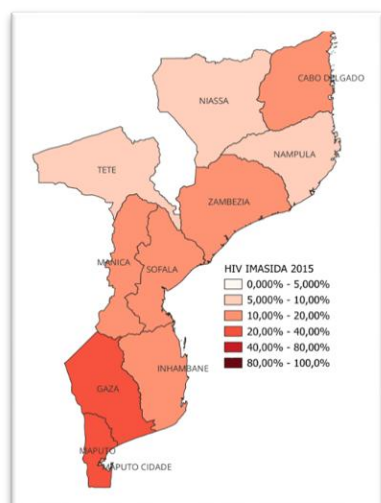 CABO DELGADO
NIASSA
NAMPULA
TETE
ZAMBEZIA
MANICA
SOFALA
HIV IMASIDA 2015
0,000% - 5,000%
5,000% - 10,00%
10,00% - 20,00%
20,00% - 40,00%
40,00% - 80,00%
80,00% - 100,0%
INHAMBANE
GAZA
MAPUTO
MAPUTO CIDADE